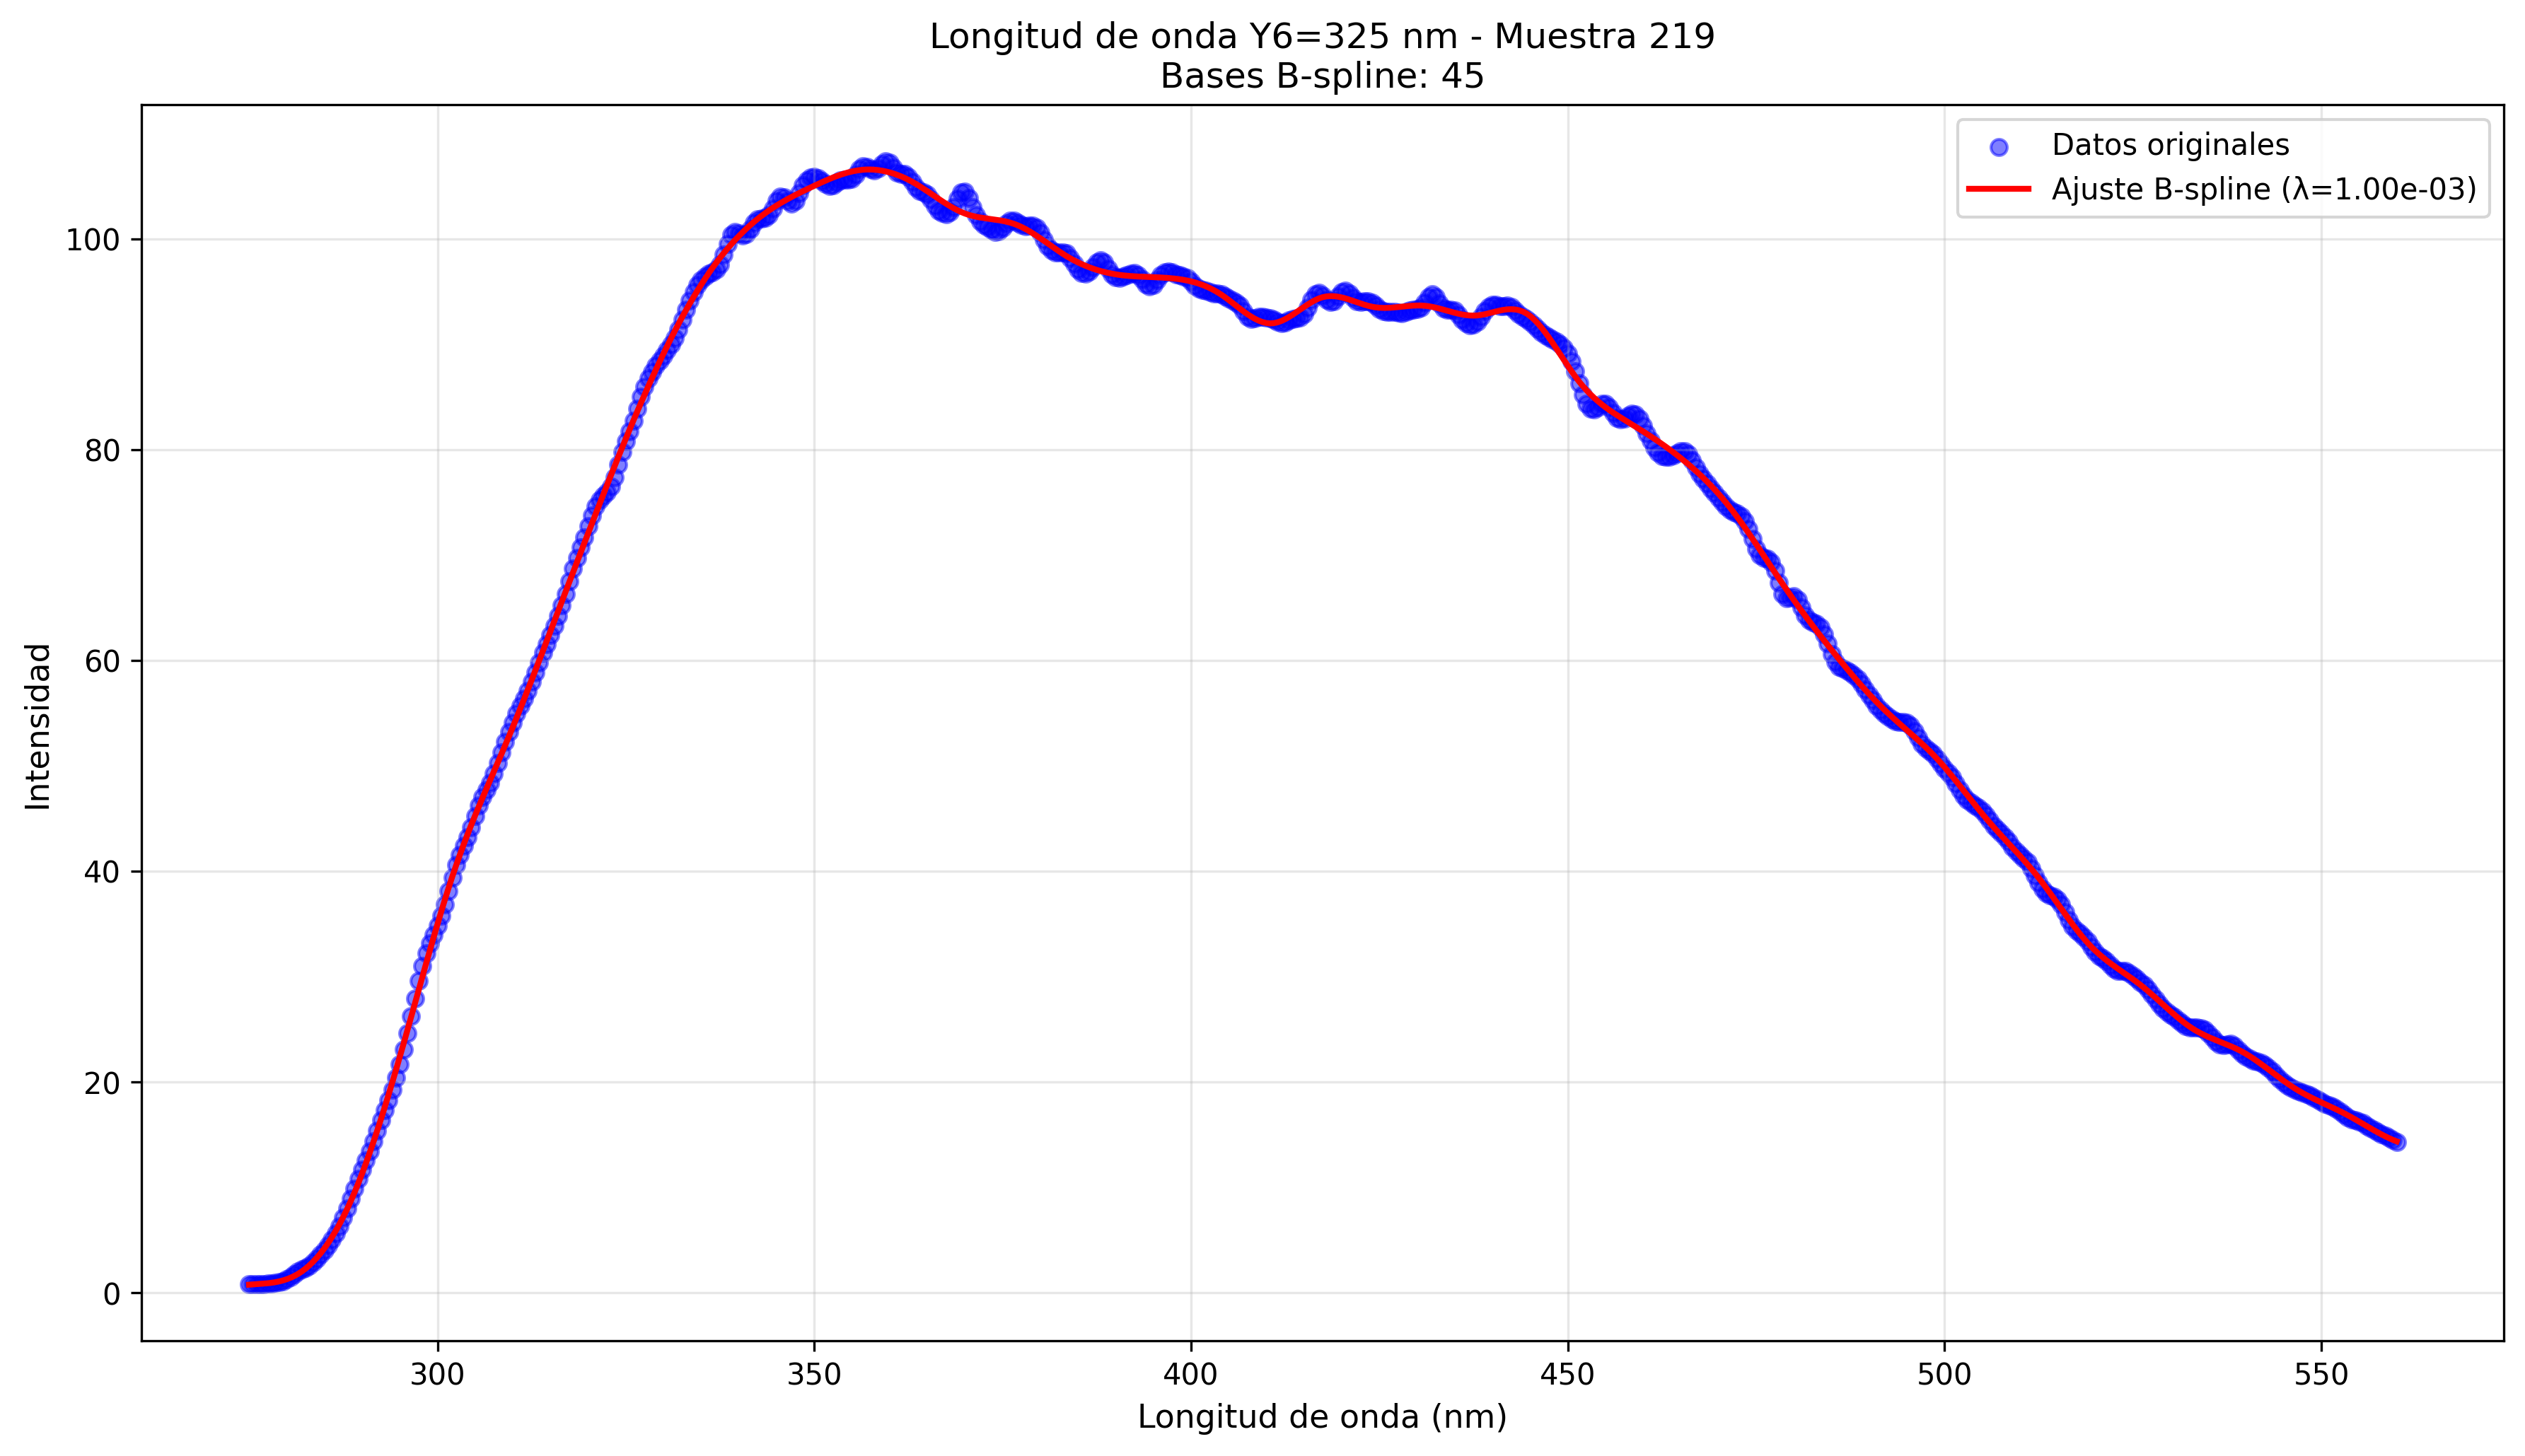 Longitud de onda Y6=325 nm - Muestra 219
Bases B-spline: 45
Datos originales
Ajuste B-spline (λ=1.00e-03)
Intensidad
100
80
60
40
20
0
300 350 400 450 500 550
Longitud de onda (nm)